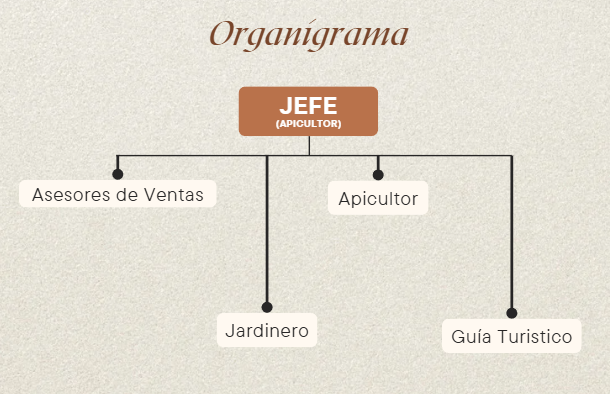 Organigrama
JEFE
(APICULTOR)
Asesores de Ventas
Apicultor
Jardinero
Guía Turistico